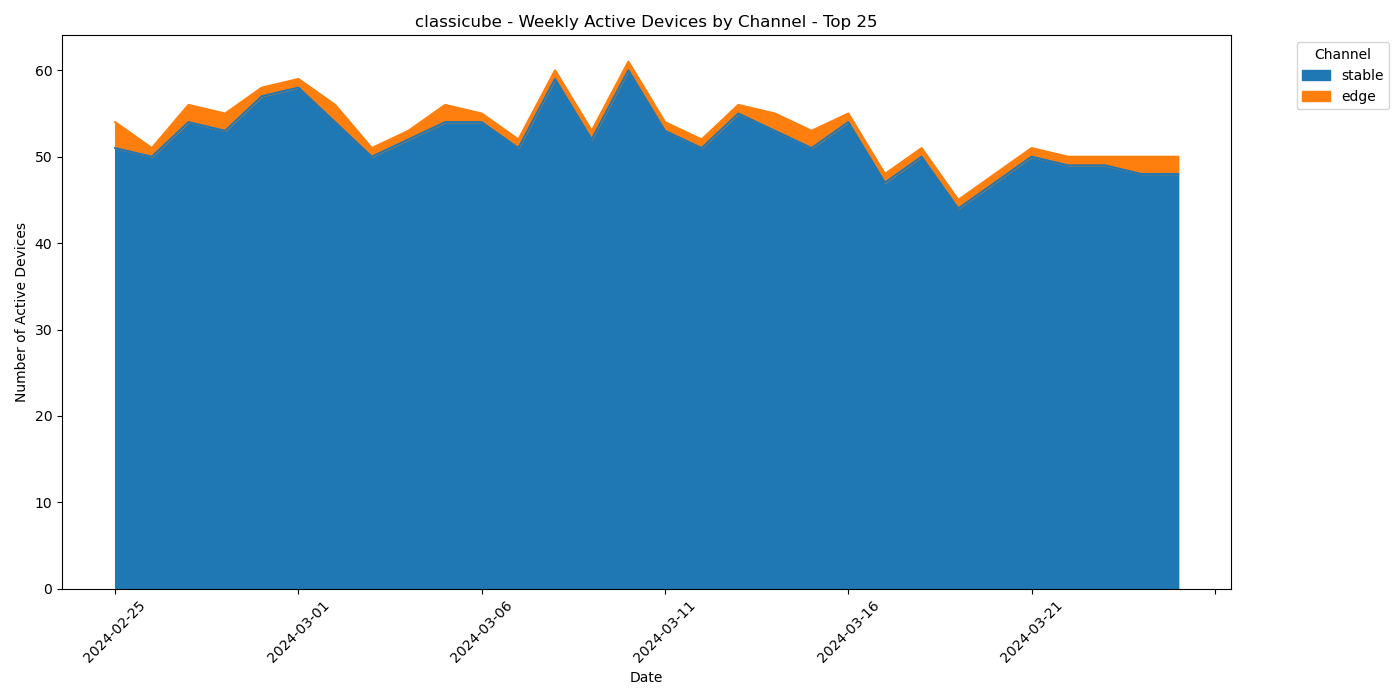 classicube - Weekly Active Devices by Channel - Top 25
Channel
stable
edge
60
50
40
30
20
10
0
Number of Active Devices
2024-02-25
2024-03-01
2024-03-06
2024-03-11
2024-03-16
2024-03-21
Date